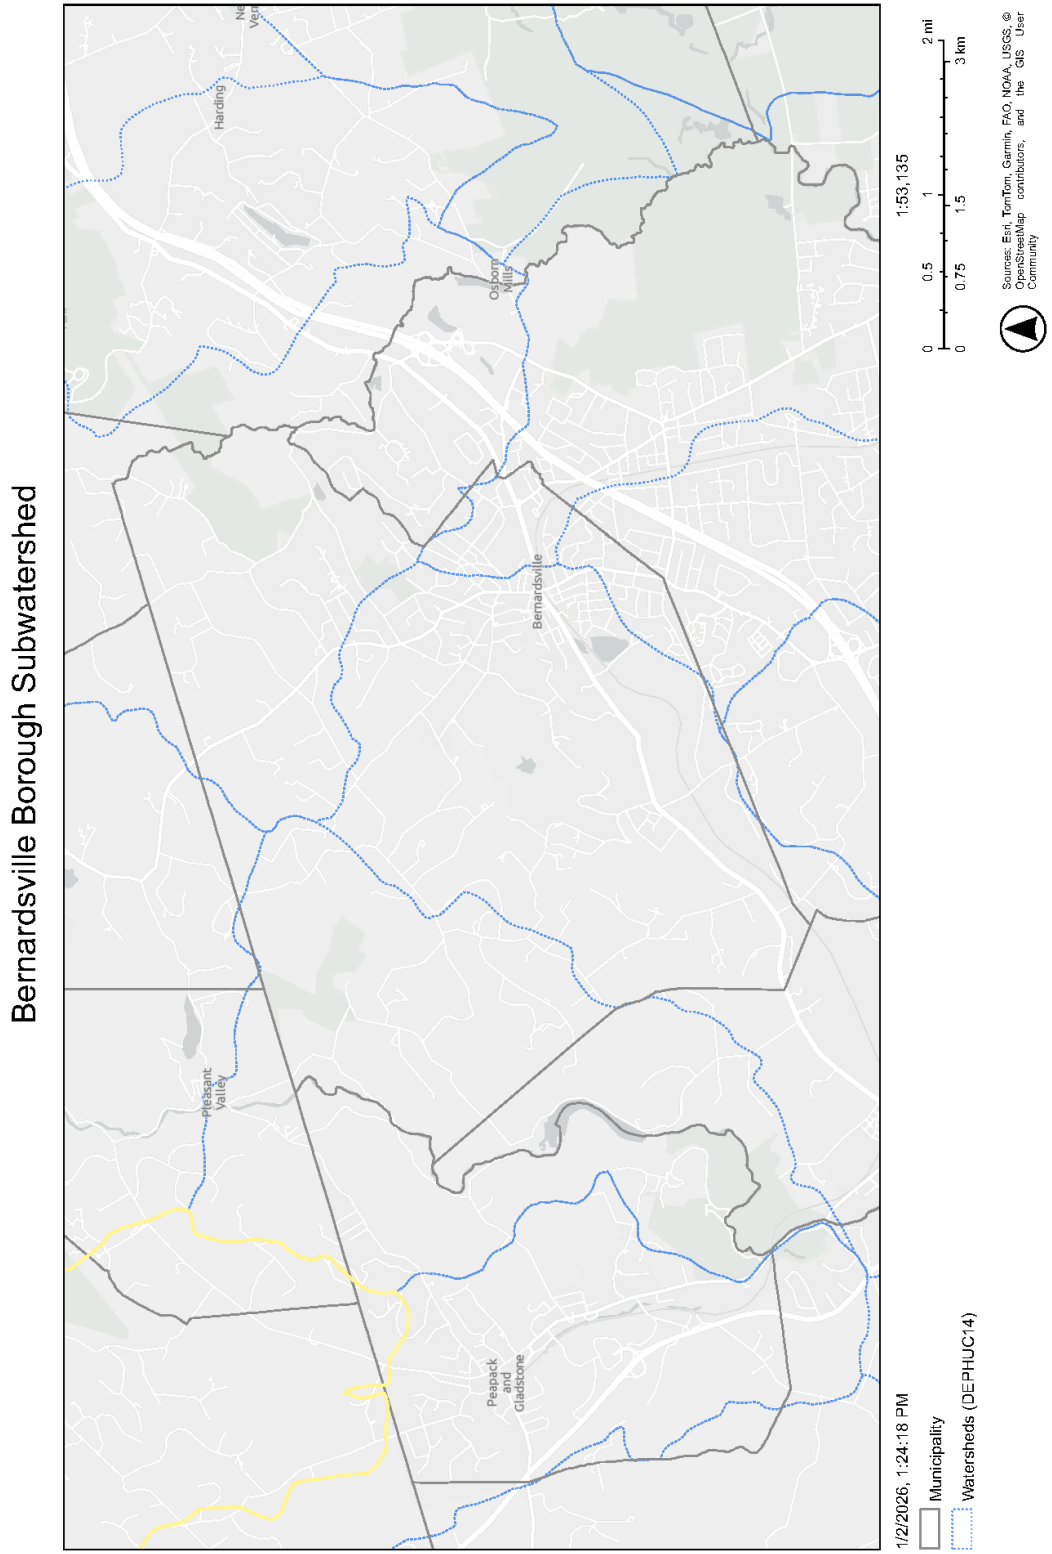 Bernardsville Borough Subwatershed
Harding
Pleasant
Valley
Osborn
Mills
Bernardsville
Peapack
and
Gladstone
1/2/2026, 1:24:18 PM
Municipality
Watersheds (DEPHUC14)
1:53,135
0 0.5 1 2 mi
0 0.75 1.5 3 km
Sources: Esri, TomTom, Garmin, FAO, NOAA, USGS, ©
OpenStreetMap contributors, and the GIS User
Community